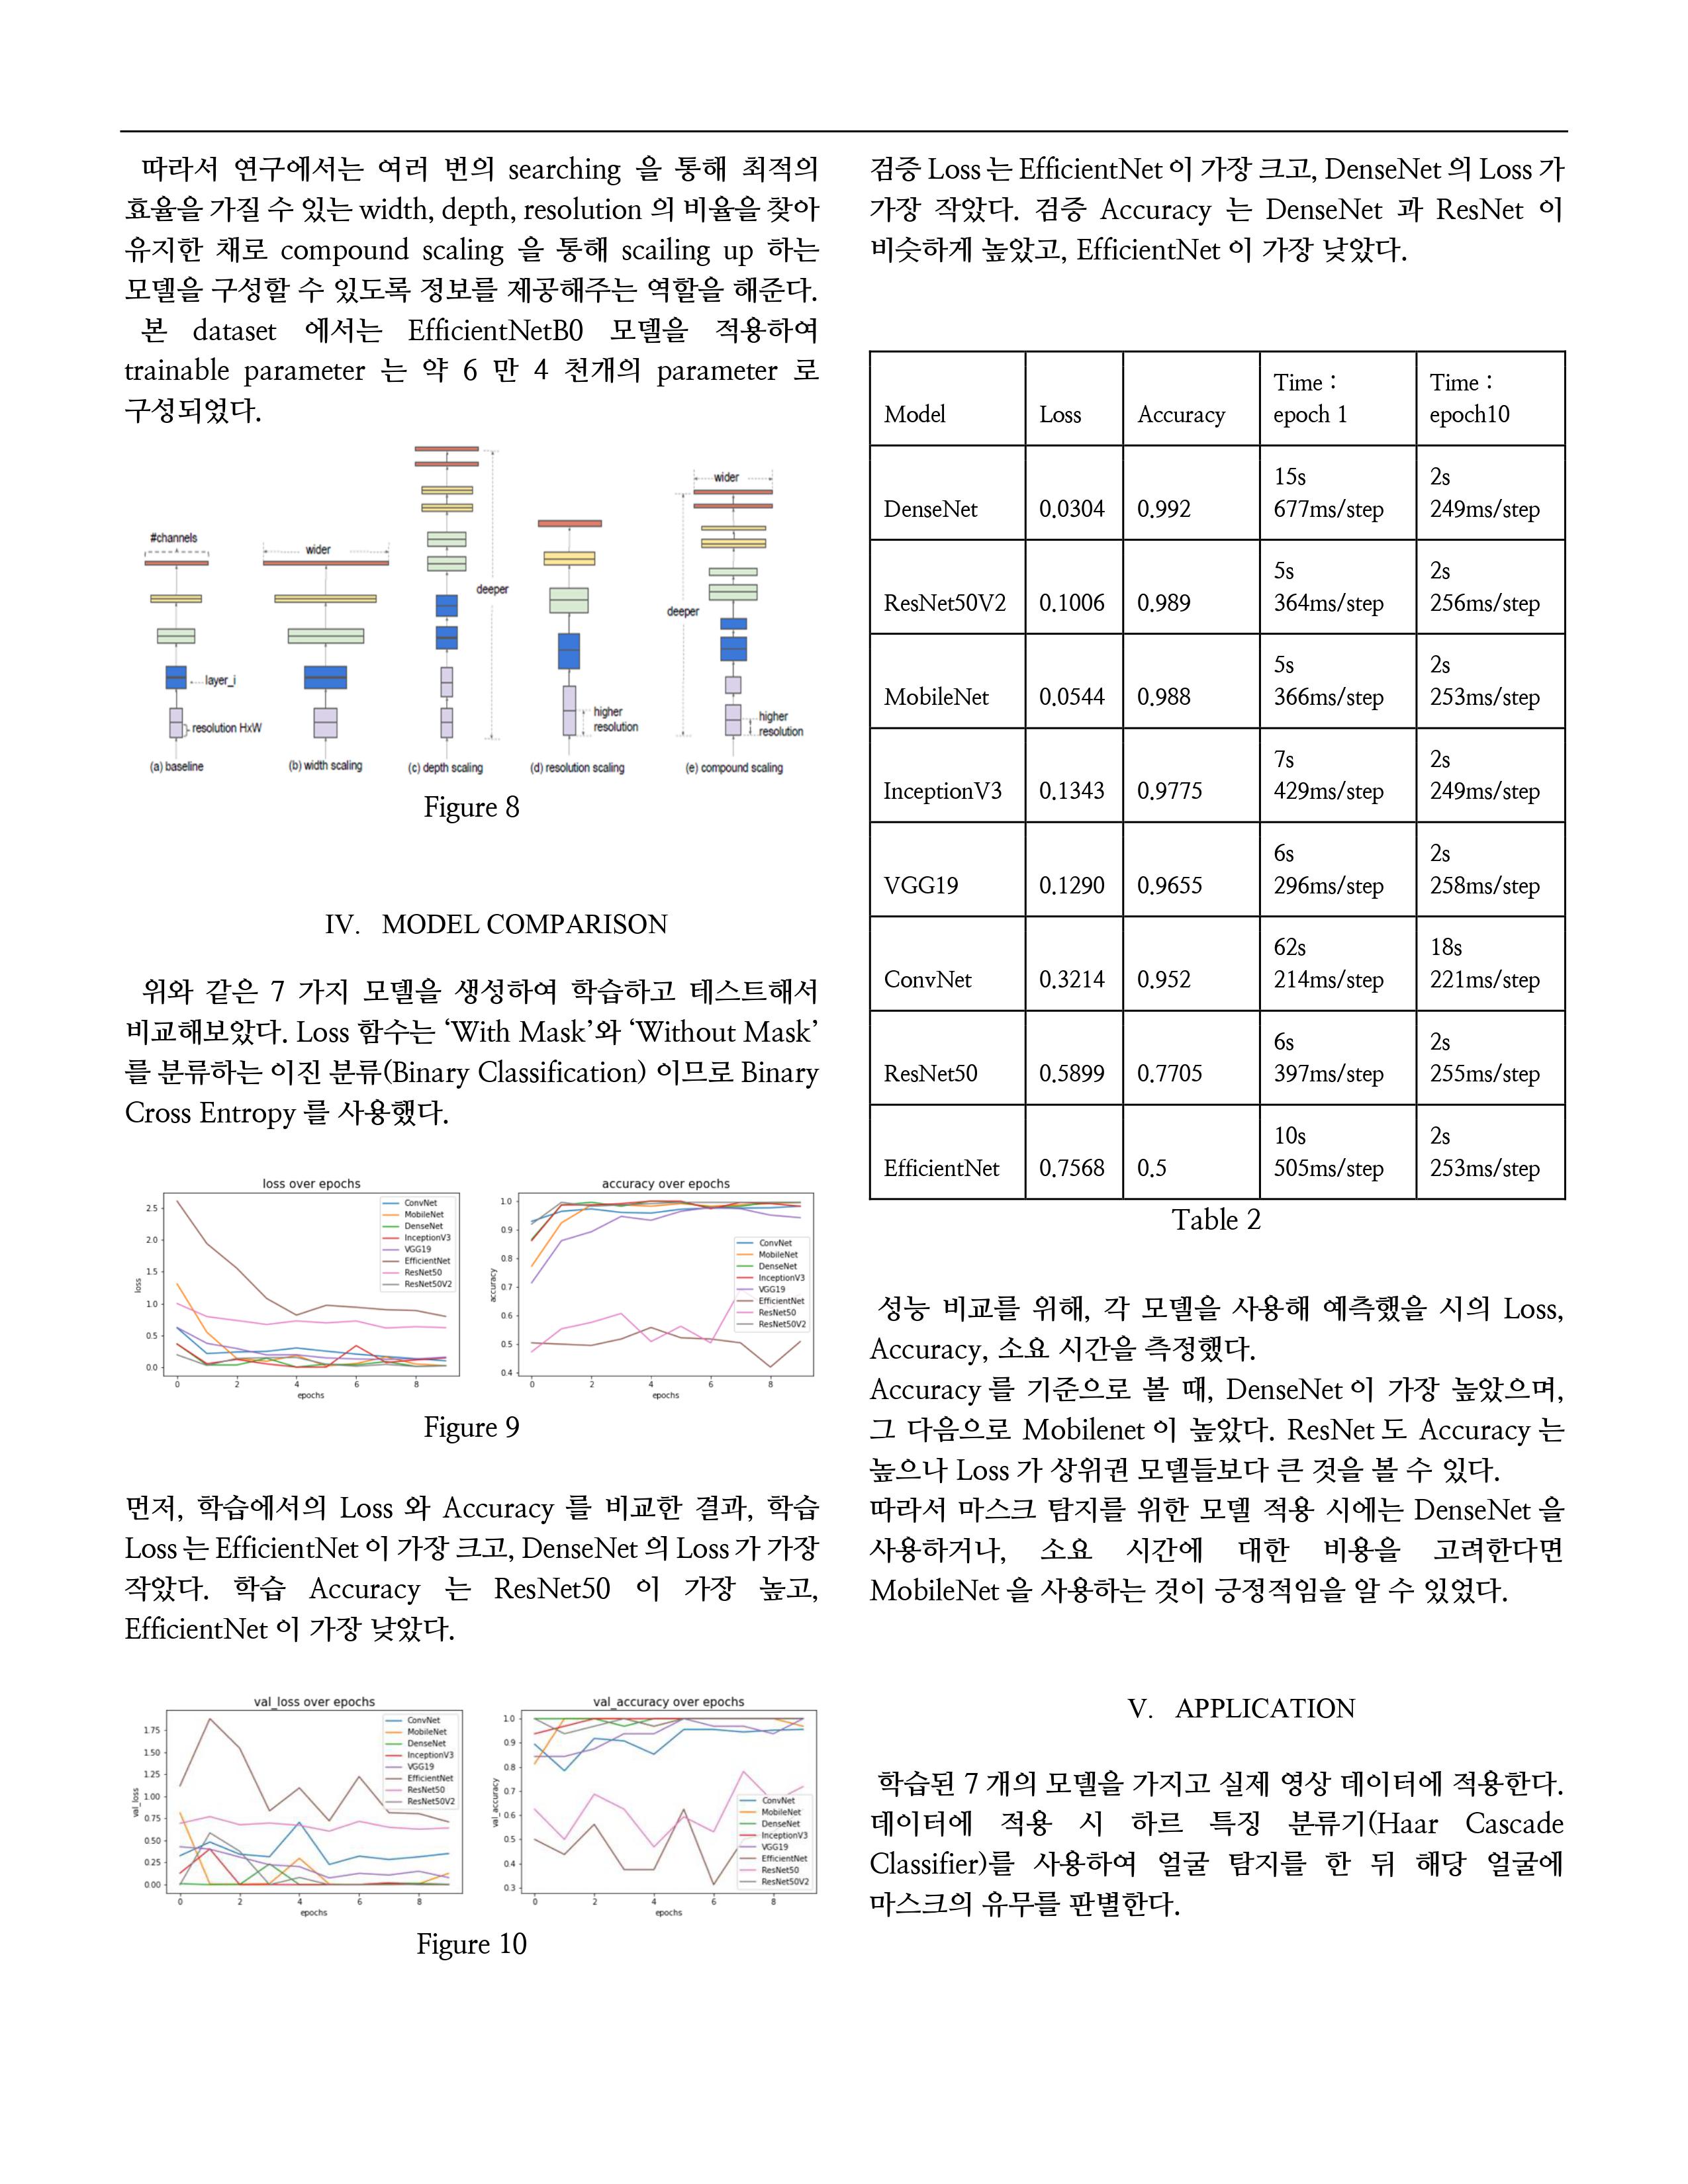 따라서 연구에서는 여러 번의 searching 을 통해 최적의
효율을 가질 수 있는 width, depth, resolution 의 비율을 찾아
유지한 채로 compound scaling 을 통해 scailing up 하는
모델을 구성할 수 있도록 정보를 제공해주는 역할을 해준다.
본 dataset 에서는 EfficientNetB0 모델을 적용하여
trainable parameter 는 약 6 만 4 천개의 parameter 로
구성되었다.
#channels
wider
deeper
wider
deeper
layer_i
resolution HxW
higher
resolution
higher
resolution
(a) baseline
(b) width scaling
(c) depth scaling
(d) resolution scaling
(e) compound scaling
Figure 8
IV. MODEL COMPARISON
위와 같은 7 가지 모델을 생성하여 학습하고 테스트해서
비교해보았다. Loss 함수는 ‘With Mask’와 ‘Without Mask’
를 분류하는 이진 분류(Binary Classification) 이므로 Binary
Cross Entropy 를 사용했다.
loss over epochs
2.5
2.0
1.5
1.0
0.5
0.0
loss
0 2 4 6 8
epochs
ConvNet
MobileNet
DenseNet
InceptionV3
VGG19
EfficientNet
ResNet50
ResNet50V2
accuracy over epochs
1.0
0.9
0.8
0.7
0.6
0.5
0.4
accuracy
0 2 4 6 8
epochs
ConvNet
MobileNet
DenseNet
InceptionV3
VGG19
EfficientNet
ResNet50
ResNet50V2
Figure 9
먼저, 학습에서의 Loss 와 Accuracy 를 비교한 결과, 학습
Loss 는 EfficientNet 이 가장 크고, DenseNet 의 Loss 가 가장
작았다. 학습 Accuracy 는 ResNet50 이 가장 높고,
EfficientNet 이 가장 낮았다.
val_loss over epochs
1.75
1.50
1.25
1.00
0.75
0.50
0.25
0.00
val_loss
0 2 4 6 8
epochs
ConvNet
MobileNet
DenseNet
InceptionV3
VGG19
EfficientNet
ResNet50
ResNet50V2
val_accuracy over epochs
1.0
0.9
0.8
0.7
0.6
0.5
0.4
0.3
val_accuracy
0 2 4 6 8
epochs
ConvNet
MobileNet
DenseNet
InceptionV3
VGG19
EfficientNet
ResNet50
ResNet50V2
Figure 10
검증 Loss 는 EfficientNet 이 가장 크고, DenseNet 의 Loss 가
가장 작았다. 검증 Accuracy 는 DenseNet 과 ResNet 이
비슷하게 높았고, EfficientNet 이 가장 낮았다.
Time : Time :
Model Loss Accuracy epoch 1 epoch10
15s 2s
DenseNet 0.0304 0.992 677ms/step 249ms/step
5s 2s
ResNet50V2 0.1006 0.989 364ms/step 256ms/step
5s 2s
MobileNet 0.0544 0.988 366ms/step 253ms/step
7s 2s
InceptionV3 0.1343 0.9775 429ms/step 249ms/step
6s 2s
VGG19 0.1290 0.9655 296ms/step 258ms/step
62s 18s
ConvNet 0.3214 0.952 214ms/step 221ms/step
6s 2s
ResNet50 0.5899 0.7705 397ms/step 255ms/step
10s 2s
EfficientNet 0.7568 0.5 505ms/step 253ms/step
Table 2
성능 비교를 위해, 각 모델을 사용해 예측했을 시의 Loss,
Accuracy, 소요 시간을 측정했다.
Accuracy 를 기준으로 볼 때, DenseNet 이 가장 높았으며,
그 다음으로 Mobilenet 이 높았다. ResNet 도 Accuracy 는
높으나 Loss 가 상위권 모델들보다 큰 것을 볼 수 있다.
따라서 마스크 탐지를 위한 모델 적용 시에는 DenseNet 을
사용하거나, 소요 시간에 대한 비용을 고려한다면
MobileNet 을 사용하는 것이 긍정적임을 알 수 있었다.
V. APPLICATION
학습된 7 개의 모델을 가지고 실제 영상 데이터에 적용한다.
데이터에 적용 시 하르 특징 분류기(Haar Cascade
Classifier)를 사용하여 얼굴 탐지를 한 뒤 해당 얼굴에
마스크의 유무를 판별한다.